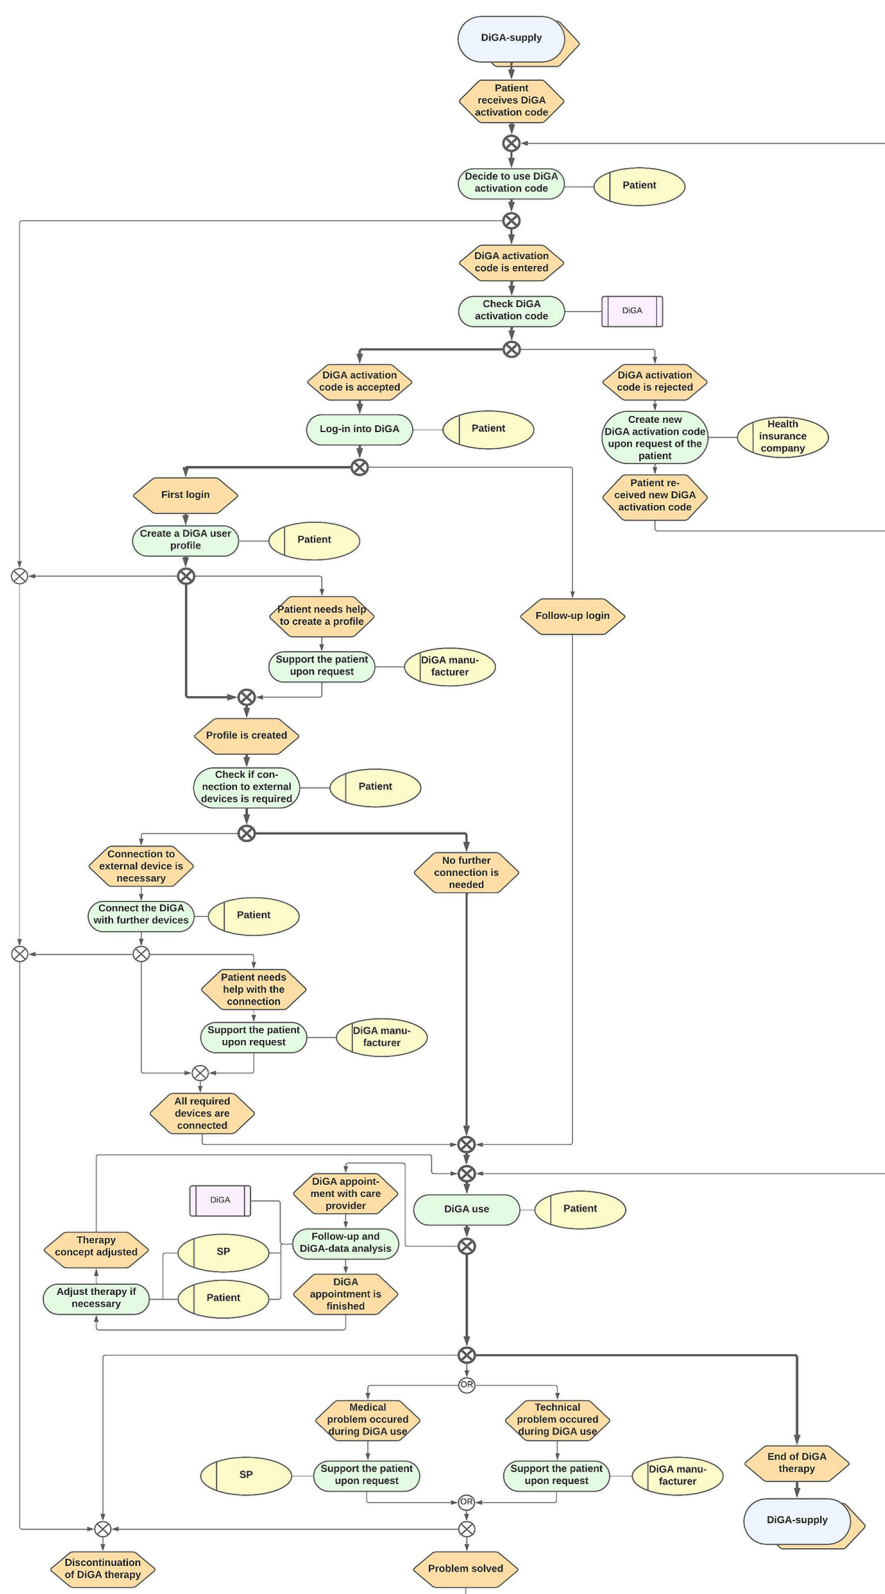 DiGA-supply
Patient
receives DiGA
activation code
Decide to use DiGA
activation code
Patient
DiGA activation
code is entered
Check DiGA
activation code
DiGA
DiGA activation
code is accepted
DiGA activation
code is rejected
Log-in into DiGA
Patient
Create new
DiGA activation code
upon request of the
patient
Health
insurance
company
First login
Patient re-
ceived new DiGA
activation code
Create a DiGA user
profile
Patient
Patient needs help
to create a profile
Follow-up login
Support the patient
upon request
DiGA manu-
facturer
Profile is created
Check if con-
nection to external
devices is required
Patient
Connection to
external device is
necessary
No further
connection is
needed
Connect the DiGA
with further devices
Patient
Patient needs
help with the
connection
Support the patient
upon request
DiGA manu-
facturer
All required
devices are
connected
DiGA appoint-
ment with care
provider
DiGA
DiGA use
Patient
Therapy
concept adjusted
SP
Follow-up and
DiGA-data analysis
Adjust therapy if
necessary
Patient
DiGA
appointment is
finished
OR
Medical
problem occured
during DiGA use
Technical
problem occured
during DiGA use
SP
Support the patient
upon request
Support the patient
upon request
DiGA manu-
facturer
End of DiGA
therapy
OR
DiGA-supply
Discontinuation
of DiGA therapy
Problem solved